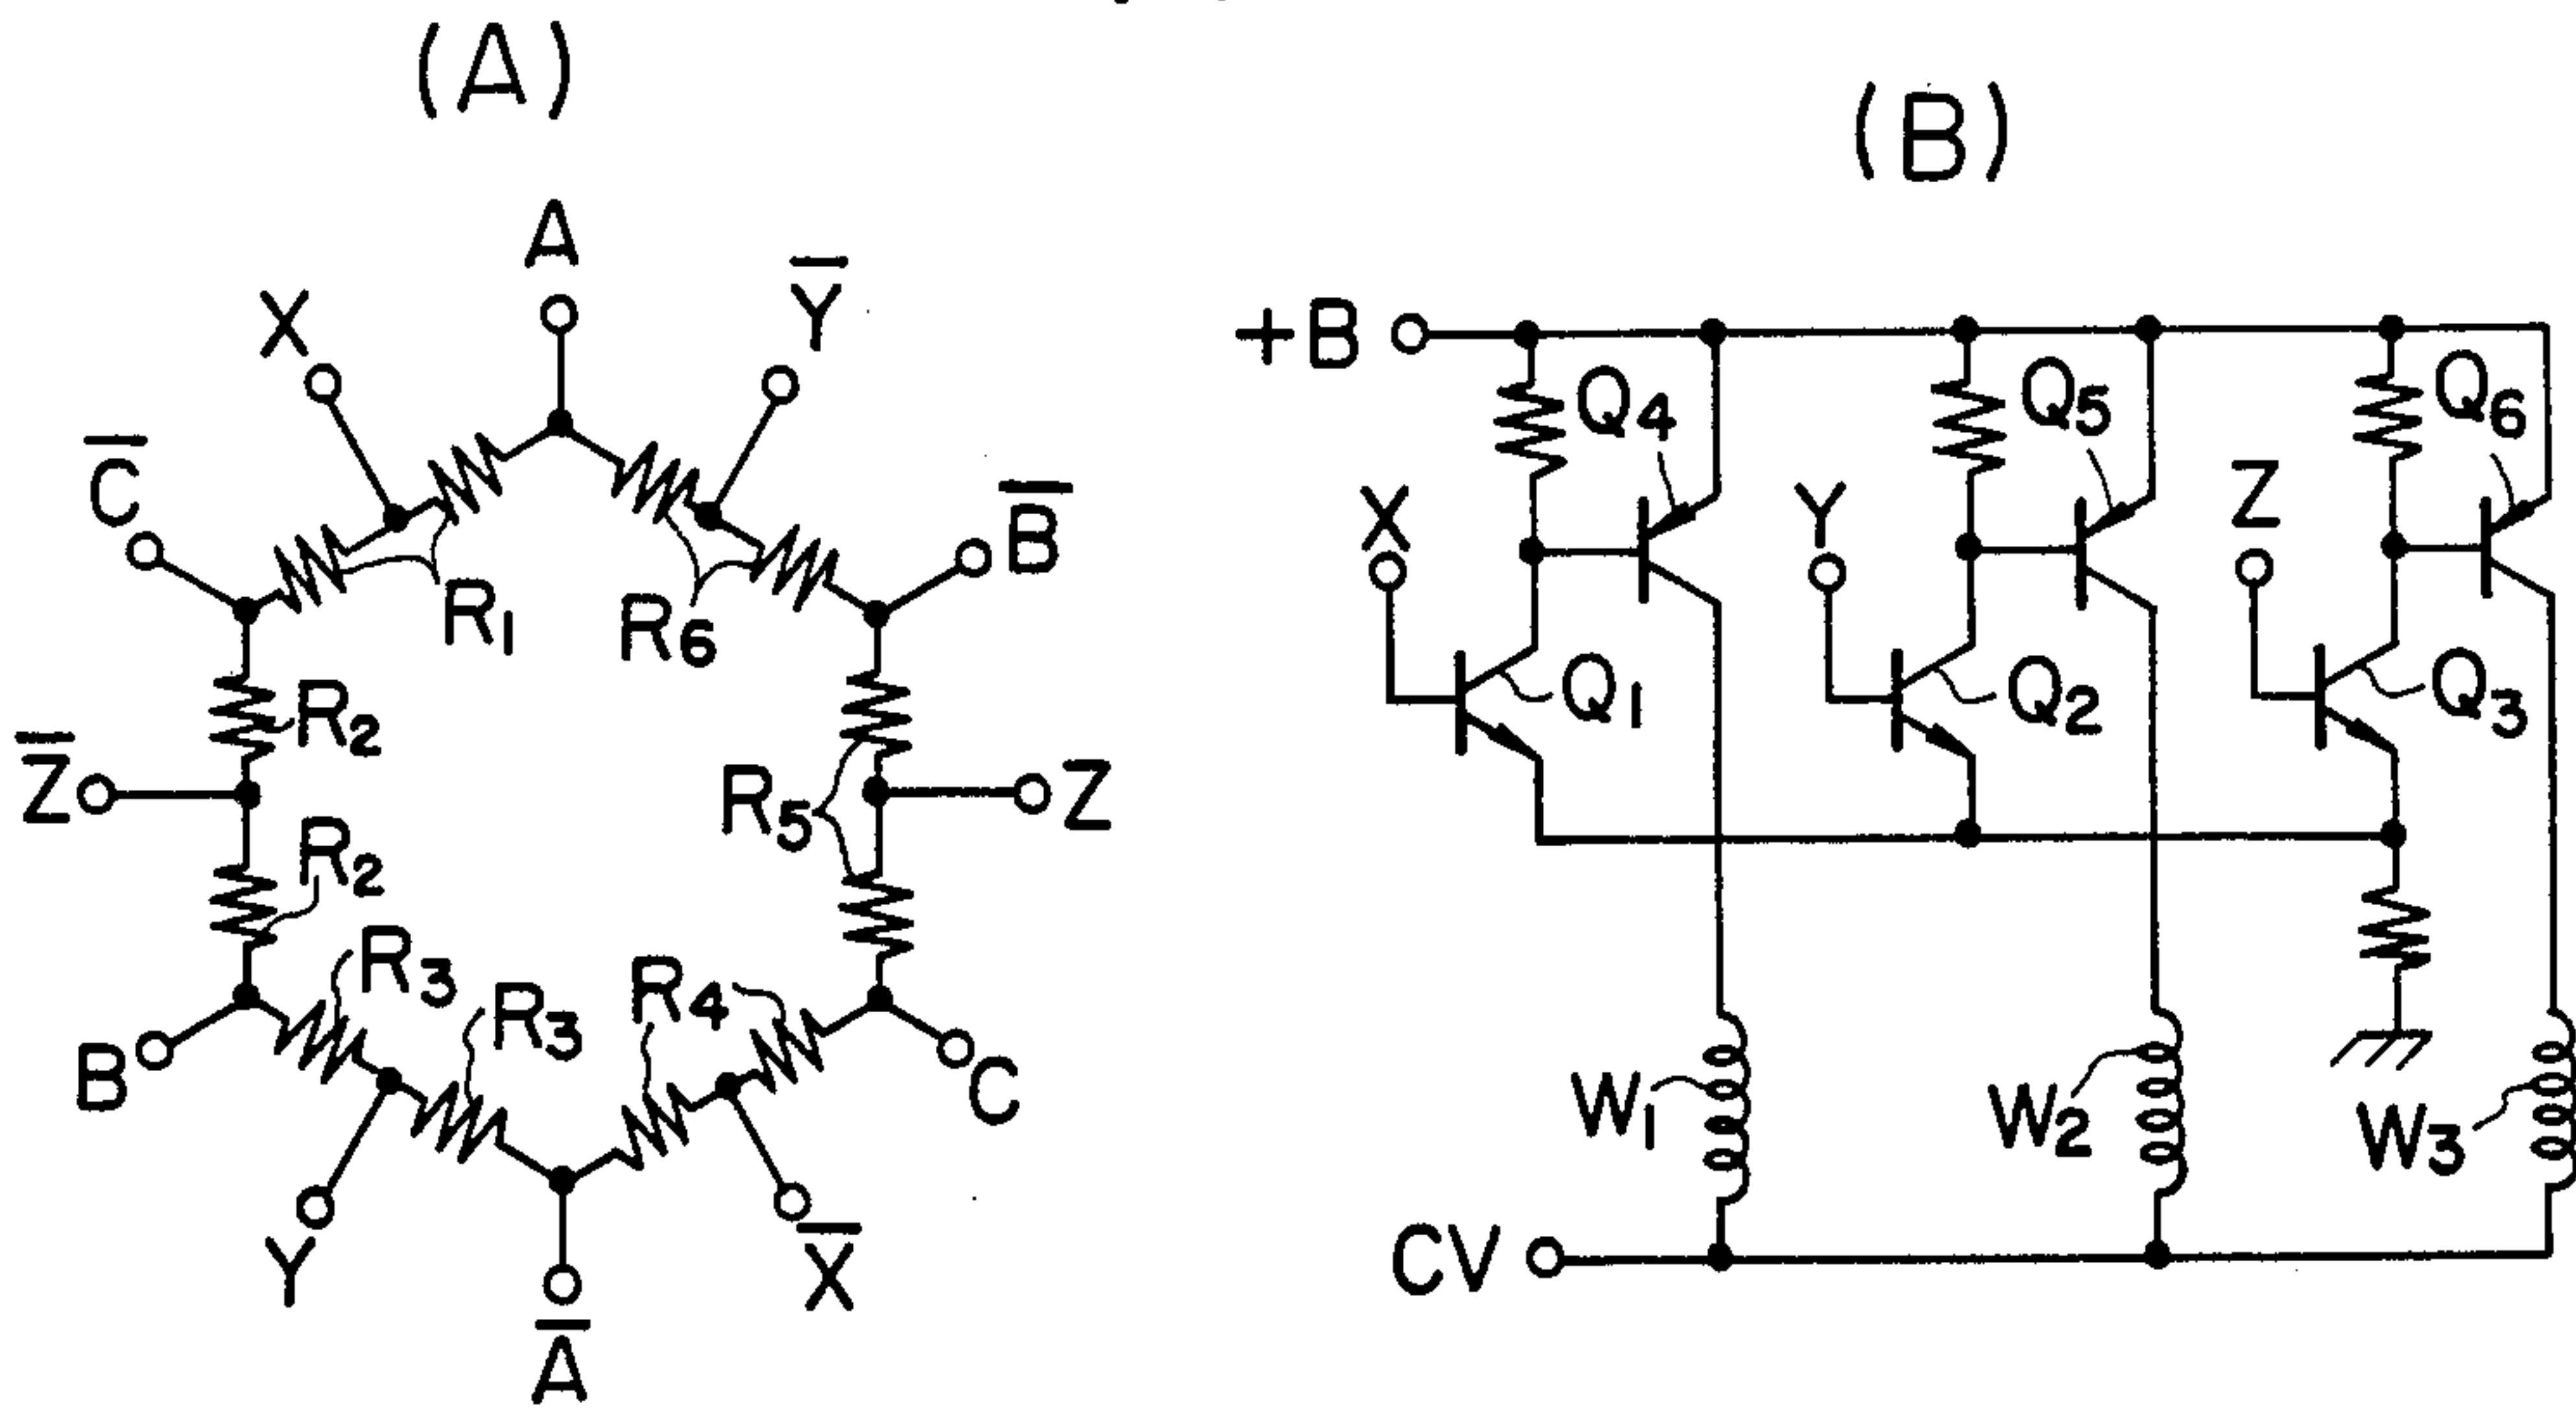 (A)
A
X
Y̅
C̅
B̅
R1
R6
R2
Z̅
R5
Z
R2
R3
R3
R4
B
C
Y
X̅
A̅
(B)
+B
Q4
Q5
Q6
X
Y
Z
Q1
Q2
Q3
W1
W2
W3
CV